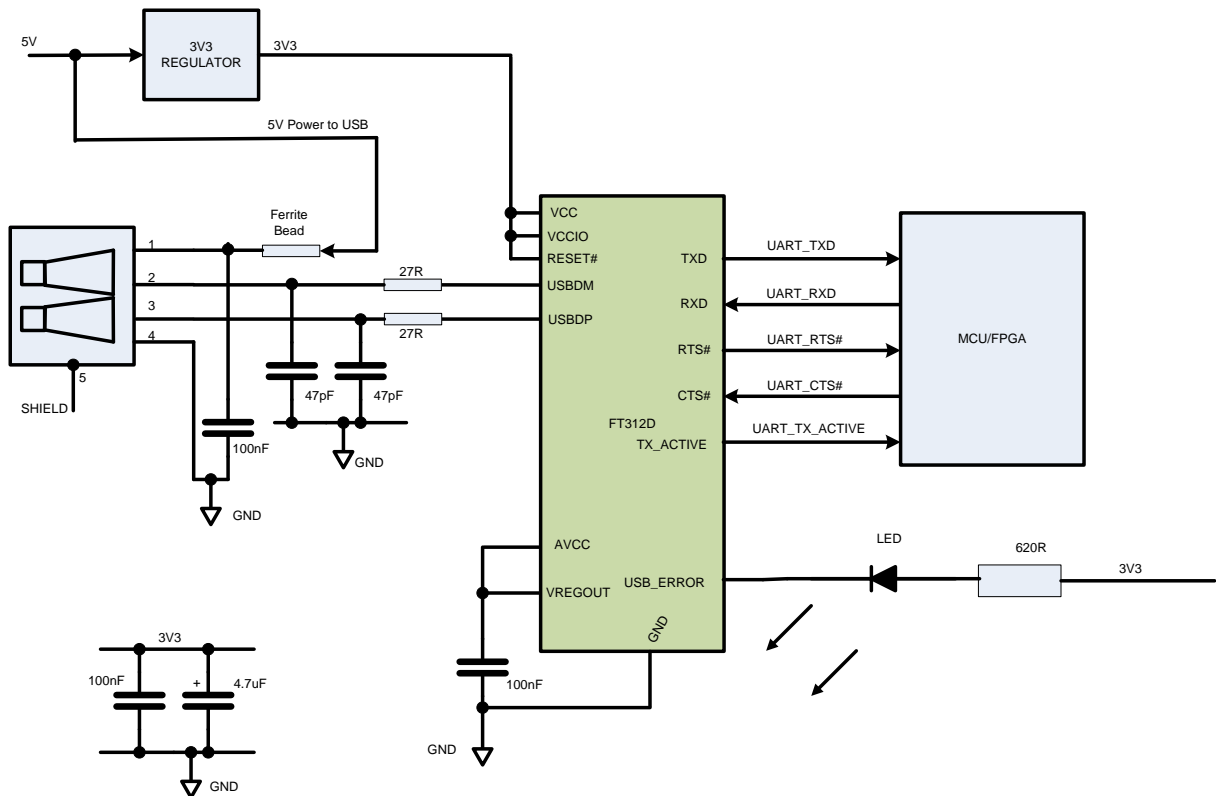 5V
3V3
REGULATOR
3V3
5V Power to USB
Ferrite
Bead
1
2
3
4
5
SHIELD
27R
27R
47pF
47pF
100nF
GND
GND
VCC
VCCIO
RESET#
USBDM
USBDP
TXD
RXD
RTS#
CTS#
FT312D
TX_ACTIVE
AVCC
VREGOUT
USB_ERROR
GND
UART_TXD
UART_RXD
UART_RTS#
UART_CTS#
UART_TX_ACTIVE
MCU/FPGA
LED
620R
3V3
100nF
GND
3V3
100nF
+
4.7uF
GND